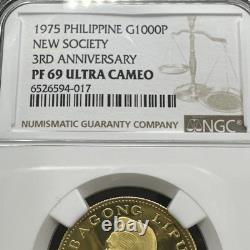 1975 PHILIPPINE G1000P
NEW SOCIETY
3RD ANNIVERSARY
PF 69 ULTRA CAMEO
6526594-017
NUMISMATIC GUARANTY COMPANY
NGC
BAGONG LIPU